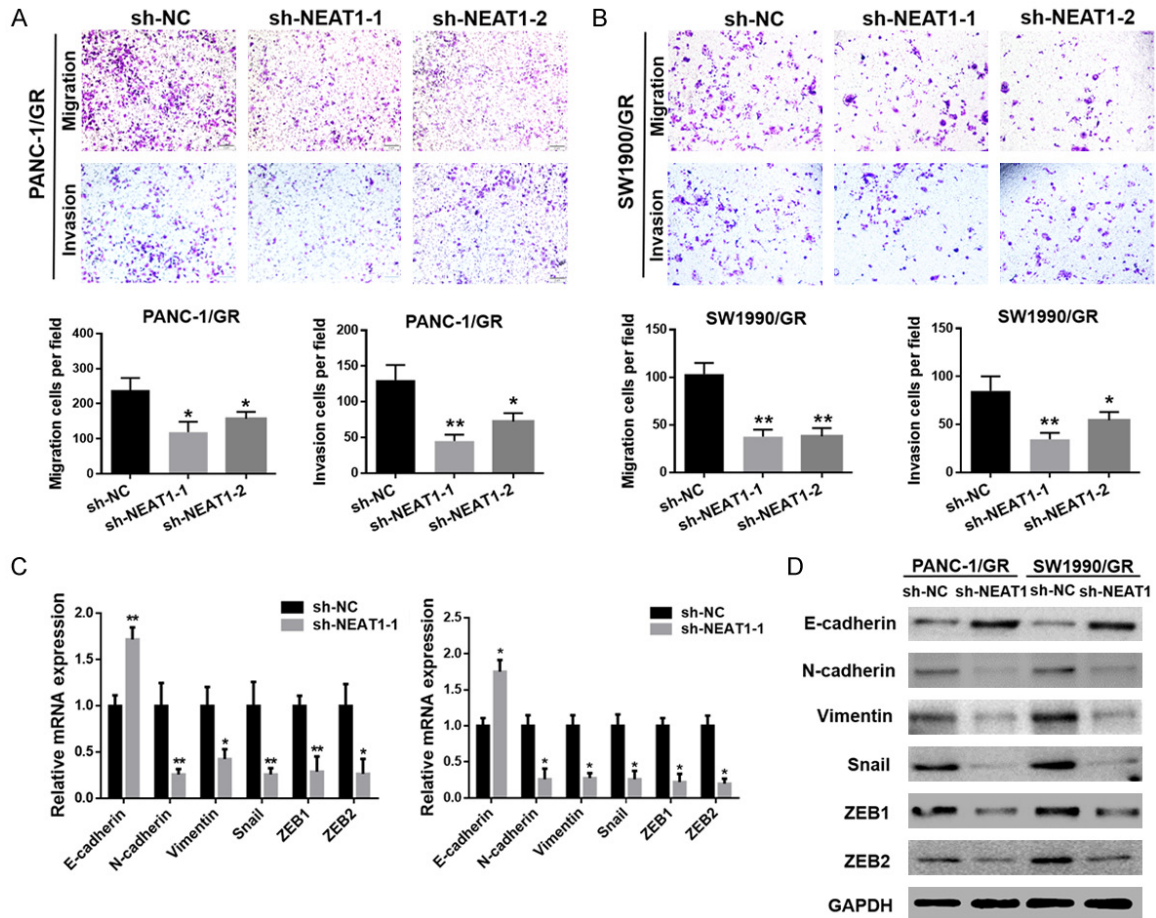 A
sh-NC sh-NEAT1-1 sh-NEAT1-2
PANC-1/GR
Migration
Invasion
B
sh-NC sh-NEAT1-1 sh-NEAT1-2
SW1900/GR
Migration
Invasion
PANC-1/GR
Migration cells per field
400
300
200
100
0
* *
sh-NC sh-NEAT1-1 sh-NEAT1-2
PANC-1/GR
Invasion cells per field
200
150
100
50
0
** *
sh-NC sh-NEAT1-1 sh-NEAT1-2
SW1990/GR
Migration cells per field
150
100
50
0
** **
sh-NC sh-NEAT1-1 sh-NEAT1-2
SW1990/GR
Invasion cells per field
150
100
50
0
** *
sh-NC sh-NEAT1-1 sh-NEAT1-2
C
Relative mRNA expression
2.0
1.5
1.0
0.5
0.0
sh-NC
sh-NEAT1-1
** ** * ** ** *
E-cadherin N-cadherin Vimentin Snail ZEB1 ZEB2
Relative mRNA expression
2.5
2.0
1.5
1.0
0.5
0.0
sh-NC
sh-NEAT1-1
* * * * * *
E-cadherin N-cadherin Vimentin Snail ZEB1 ZEB2
D
PANC-1/GR SW1990/GR
sh-NC sh-NEAT1 sh-NC sh-NEAT1
E-cadherin
N-cadherin
Vimentin
Snail
ZEB1
ZEB2
GAPDH